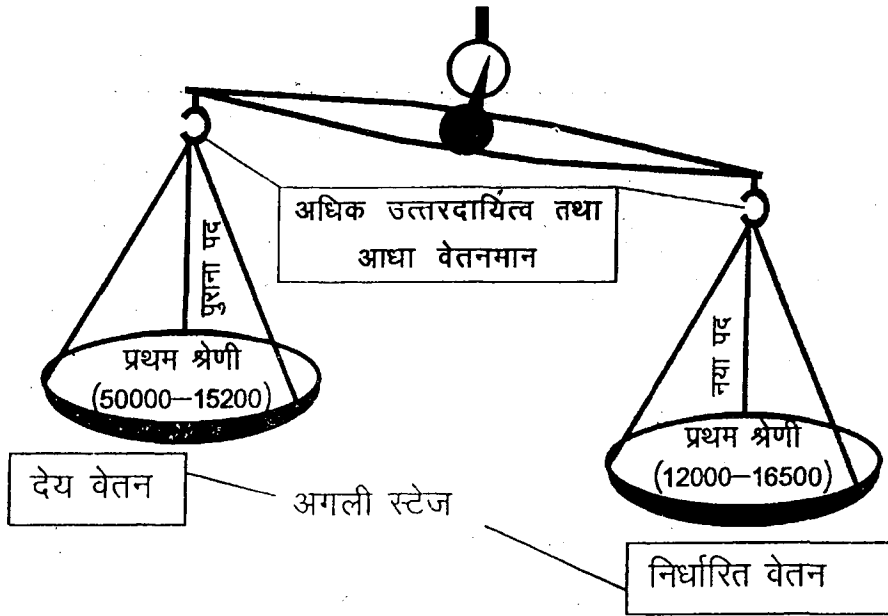 अधिक उत्तरदायित्व तथा
आधा वेतनमान
पुराना पद
प्रथम श्रेणी
(50000–15200)
नया पद
प्रथम श्रेणी
(12000–16500)
देय वेतन
अगली स्टेज
निर्धारित वेतन